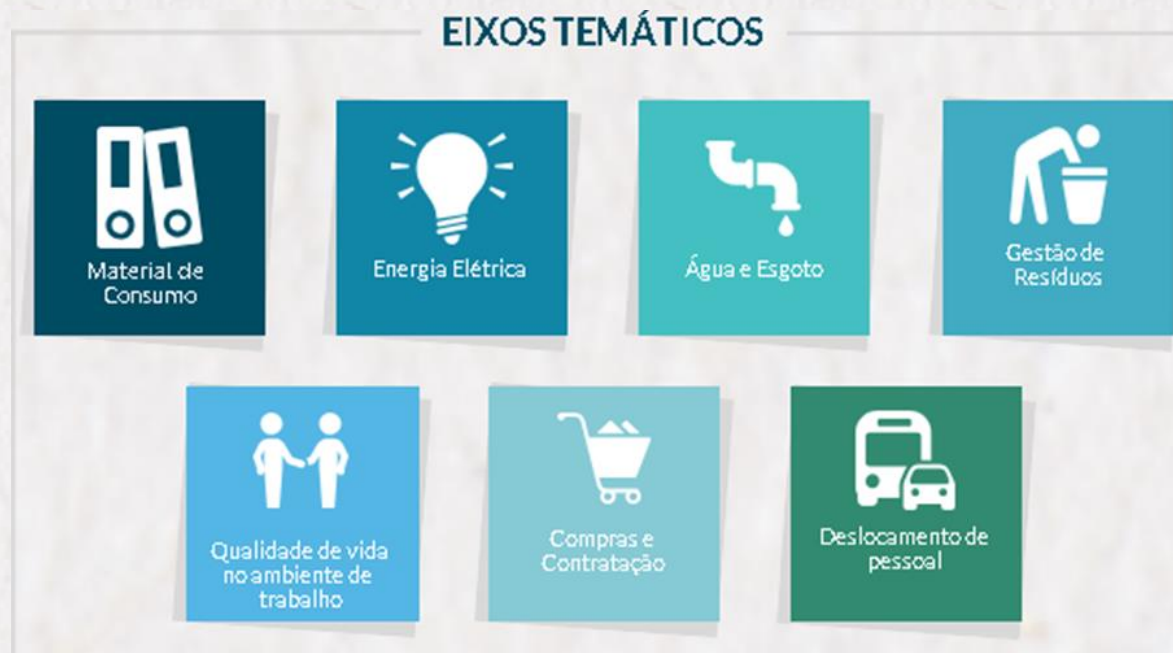 EIXOS TEMÁTICOS
Material de
Consumo
Energia Elétrica
Água e Esgoto
Gestão de
Resíduos
Qualidade de vida
no ambiente de
trabalho
Compras e
Contratação
Deslocamento de
pessoal